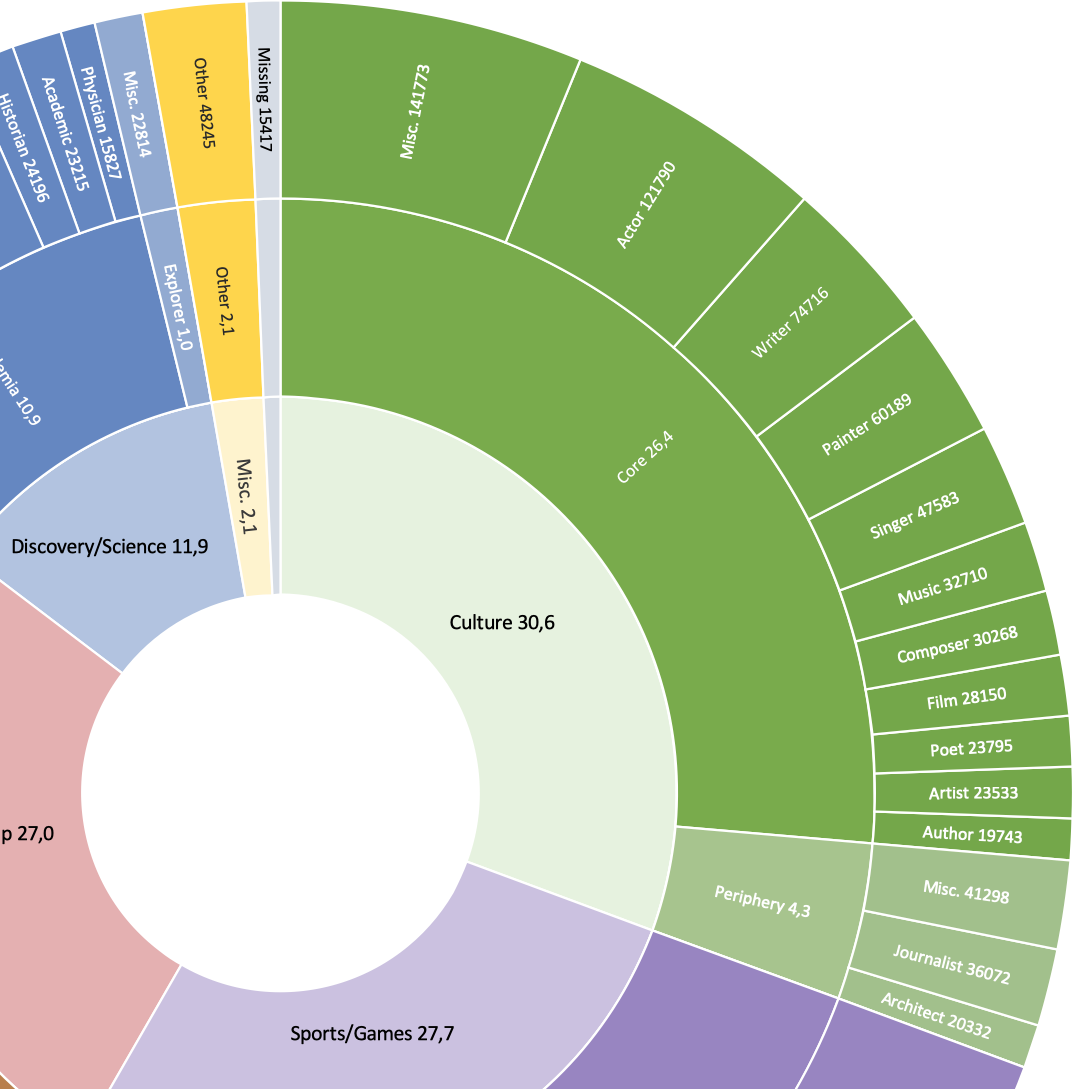 Historian 24196
Academic 23215
Physician 15827
Misc. 22814
Other 48245
Missing 15417
Misc. 141773
Actor 121790
Writer 74716
Painter 60189
Singer 47583
Music 32710
Composer 30268
Film 28150
Poet 23795
Artist 23533
Author 19743
Misc. 41298
Journalist 36072
Architect 20332
emia 10,9
Explorer 1,0
Other 2,1
Core 26,4
Periphery 4,3
Discovery/Science 11,9
Misc. 2,1
Culture 30,6
p 27,0
Sports/Games 27,7